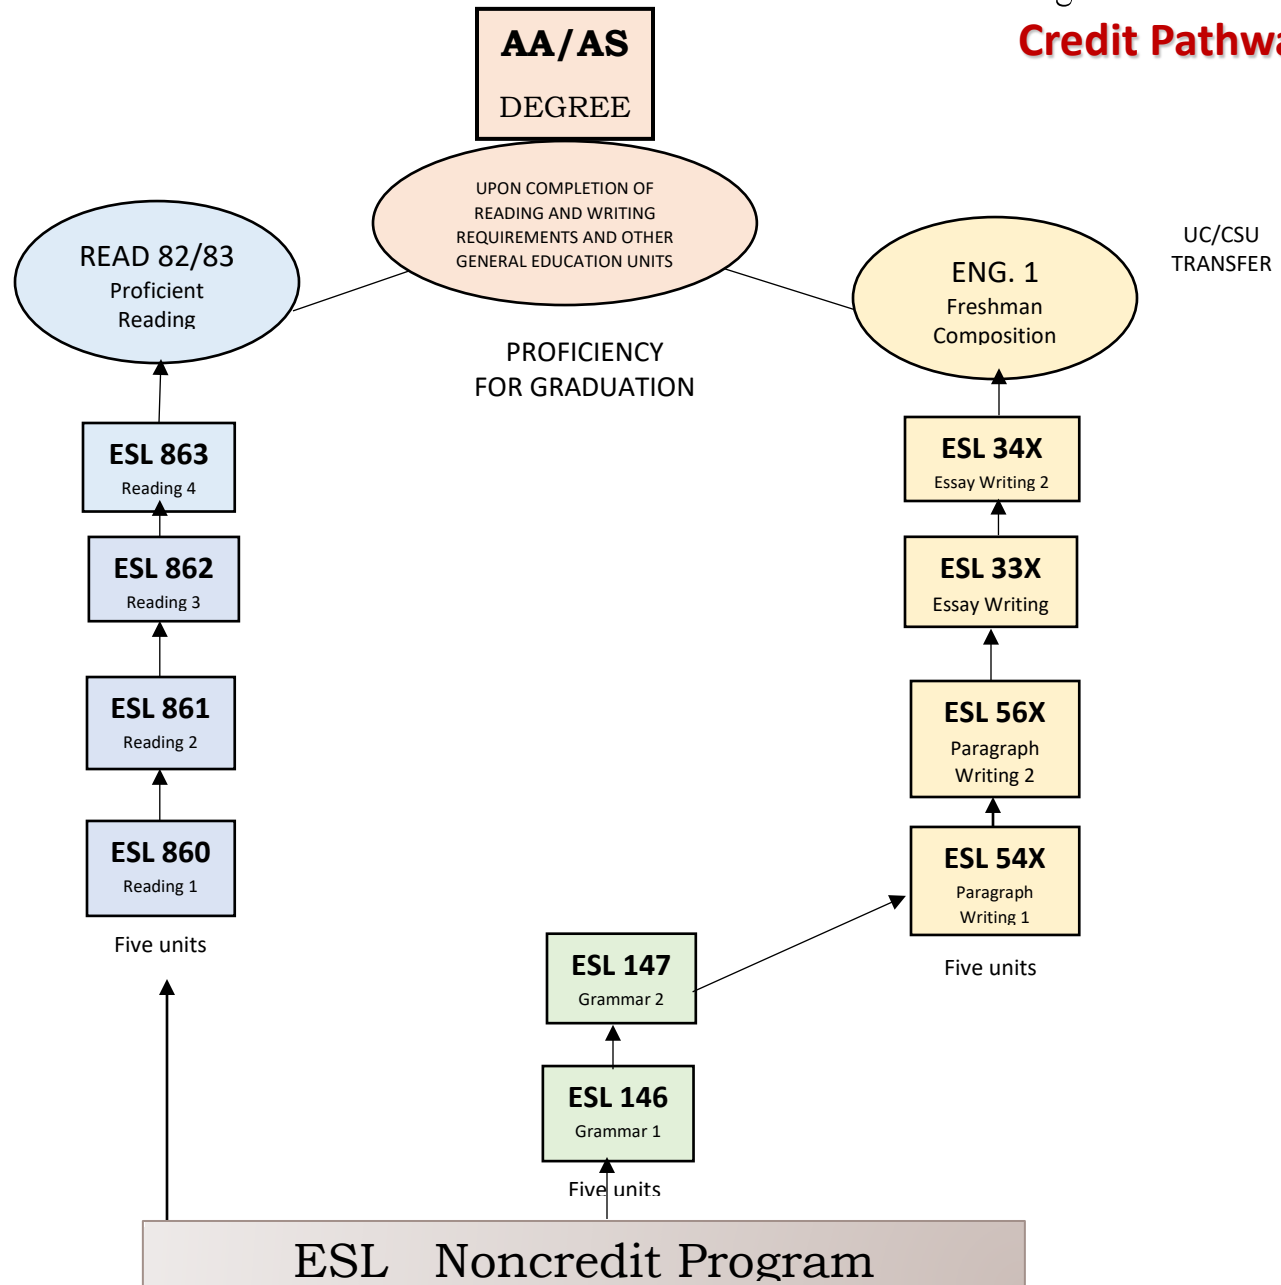 Credit Pathwa
AA/AS
DEGREE
UPON COMPLETION OF
READING AND WRITING
REQUIREMENTS AND OTHER
GENERAL EDUCATION UNITS
READ 82/83
Proficient
Reading
ENG. 1
Freshman
Composition
UC/CSU
TRANSFER
PROFICIENCY
FOR GRADUATION
ESL 863
Reading 4
ESL 862
Reading 3
ESL 861
Reading 2
ESL 860
Reading 1
Five units
ESL 34X
Essay Writing 2
ESL 33X
Essay Writing
ESL 56X
Paragraph
Writing 2
ESL 54X
Paragraph
Writing 1
Five units
ESL 147
Grammar 2
ESL 146
Grammar 1
Five units
ESL Noncredit Program